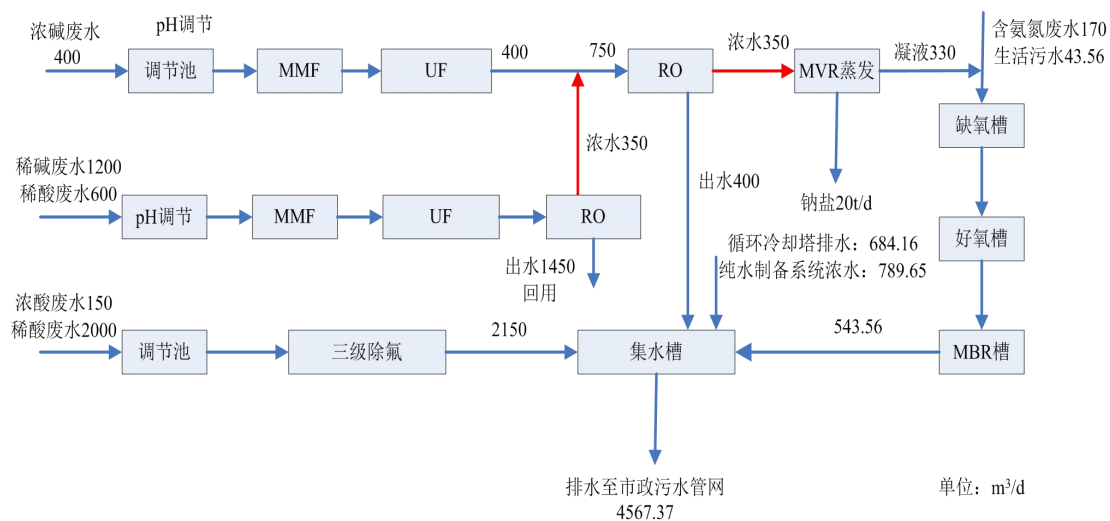 pH调节
浓碱废水
400
调节池
MMF
UF
400
750
RO
浓水350
MVR蒸发
凝液330
含氨氮废水170
生活污水43.56
缺氧槽
浓水350
稀碱废水1200
稀酸废水600
pH调节
MMF
UF
RO
出水400
钠盐20t/d
好氧槽
循环冷却塔排水：684.16
纯水制备系统浓水：789.65
出水1450
回用
浓酸废水150
稀酸废水2000
调节池
三级除氟
2150
集水槽
543.56
MBR槽
排水至市政污水管网
4567.37
单位：m³/d